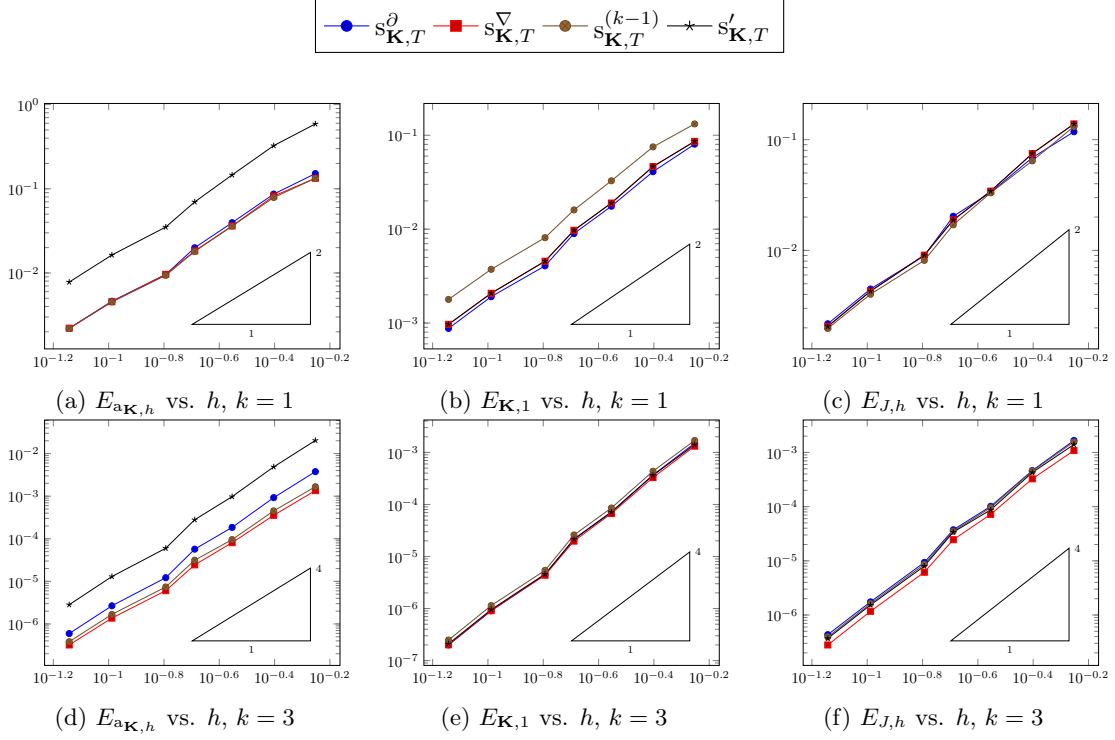 s^∂_{K,T} s^∇_{K,T} s^{(k−1)}_{K,T} s′_{K,T}
10^0
10^−1
10^−2
2
1
10^−1.2 10^−1 10^−0.8 10^−0.6 10^−0.4 10^−0.2
(a) E_{a_{K,h}} vs. h, k = 1
10^−1
10^−2
10^−3
2
1
10^−1.2 10^−1 10^−0.8 10^−0.6 10^−0.4 10^−0.2
(b) E_{K,1} vs. h, k = 1
10^−1
10^−2
2
1
10^−1.2 10^−1 10^−0.8 10^−0.6 10^−0.4 10^−0.2
(c) E_{J,h} vs. h, k = 1
10^−2
10^−3
10^−4
10^−5
10^−6
4
1
10^−1.2 10^−1 10^−0.8 10^−0.6 10^−0.4 10^−0.2
(d) E_{a_{K,h}} vs. h, k = 3
10^−2
10^−3
10^−4
10^−5
10^−6
10^−7
4
1
10^−1.2 10^−1 10^−0.8 10^−0.6 10^−0.4 10^−0.2
(e) E_{K,1} vs. h, k = 3
10^−3
10^−4
10^−5
10^−6
4
1
10^−1.2 10^−1 10^−0.8 10^−0.6 10^−0.4 10^−0.2
(f) E_{J,h} vs. h, k = 3